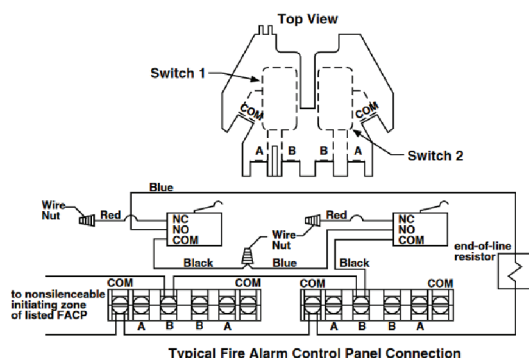 Top View
Switch 1
COM
COM
A
B
B
A
Switch 2
Blue
Wire
Nut
Red
NC
NO
COM
Wire
Nut
Red
NC
NO
COM
end-of-line
resistor
Black
Blue
Black
to nonsilenceable
initiating zone
of listed FACP
COM
COM
COM
COM
A
B
B
A
A
B
B
A
Typical Fire Alarm Control Panel Connection